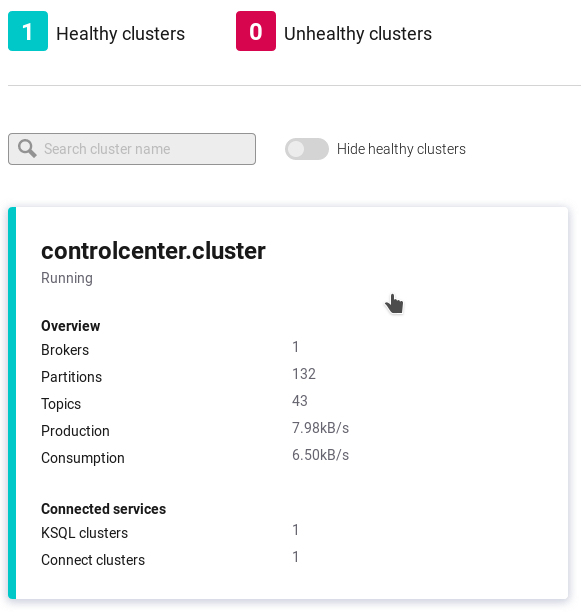 1 Healthy clusters 0 Unhealthy clusters
Search cluster name Hide healthy clusters
controlcenter.cluster
Running
Overview
Brokers 1
Partitions 132
Topics 43
Production 7.98kB/s
Consumption 6.50kB/s
Connected services
KSQL clusters 1
Connect clusters 1